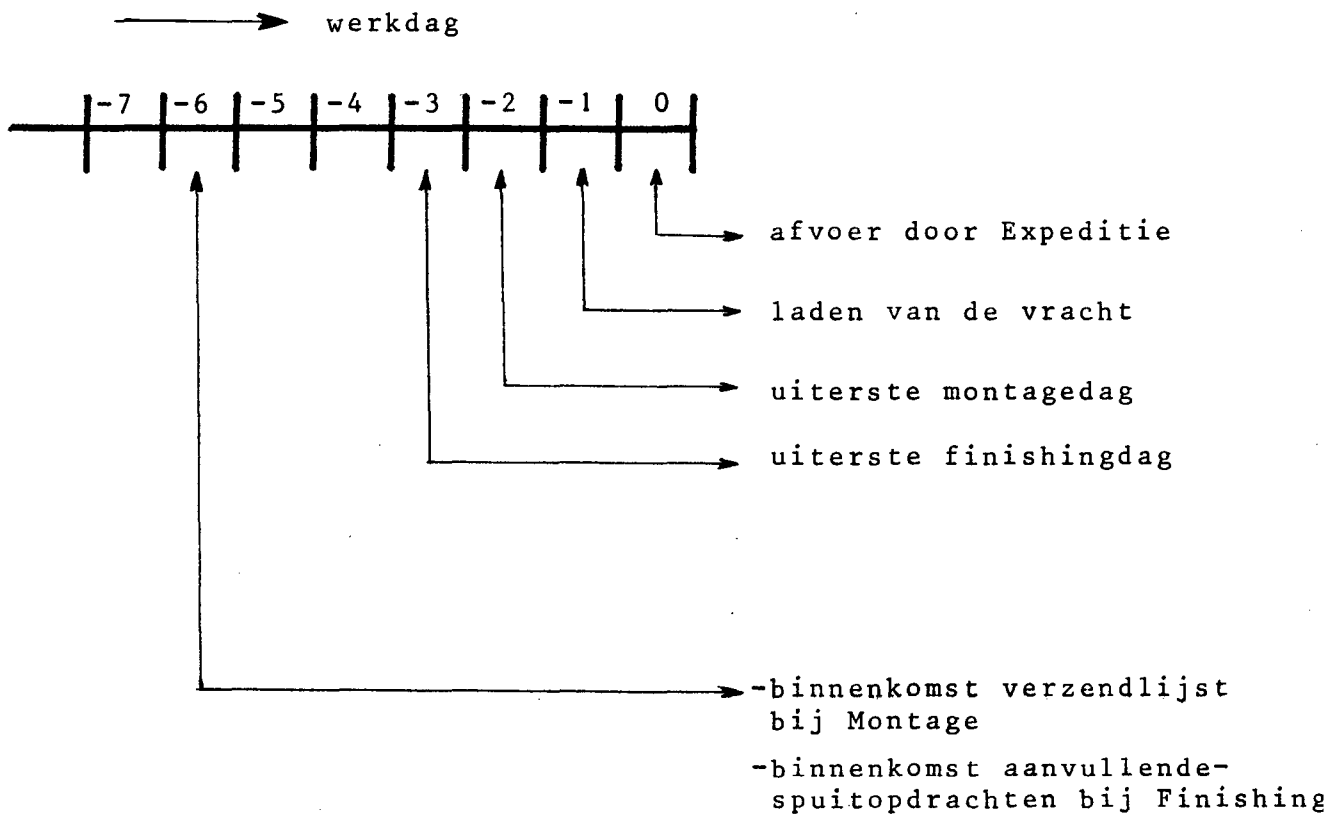 werkdag
-7 -6 -5 -4 -3 -2 -1 0
afvoer door Expeditie
laden van de vracht
uiterste montagedag
uiterste finishingdag
-binnenkomst verzendlijst
bij Montage
-binnenkomst aanvullende-
spuitopdrachten bij Finishing